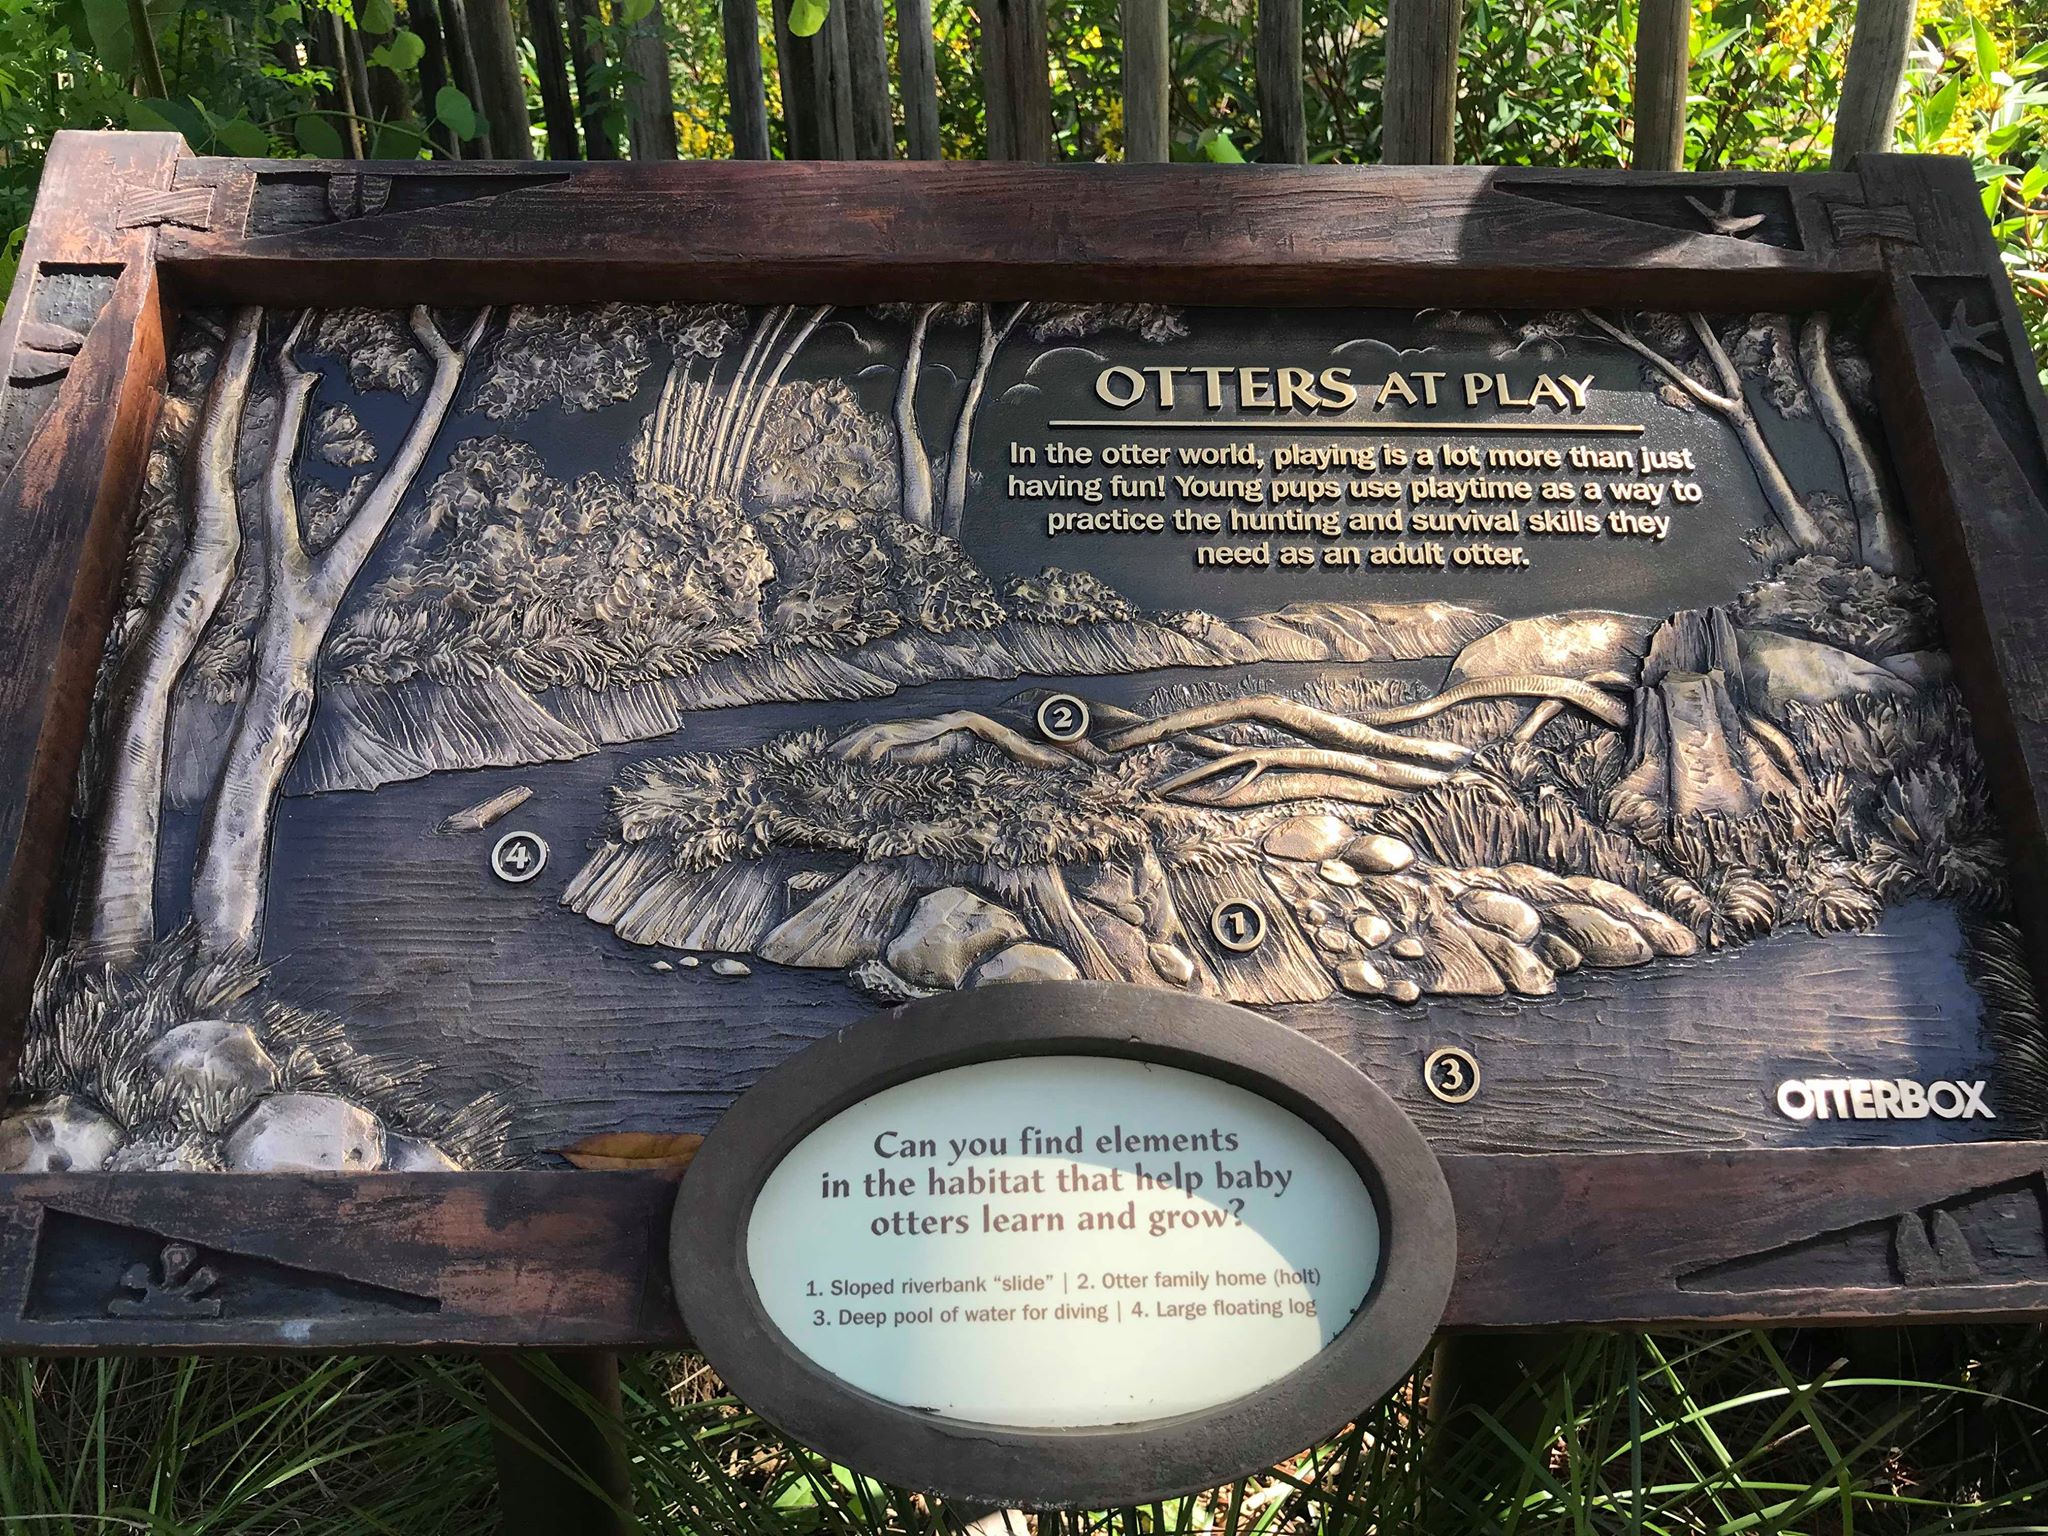 OTTERS AT PLAY
In the otter world, playing is a lot more than just
having fun! Young pups use playtime as a way to
practice the hunting and survival skills they
need as an adult otter.
2
4
1
3
OTTERBOX
Can you find elements
in the habitat that help baby
otters learn and grow?
1. Sloped riverbank “slide” | 2. Otter family home (holt)
3. Deep pool of water for diving | 4. Large floating log